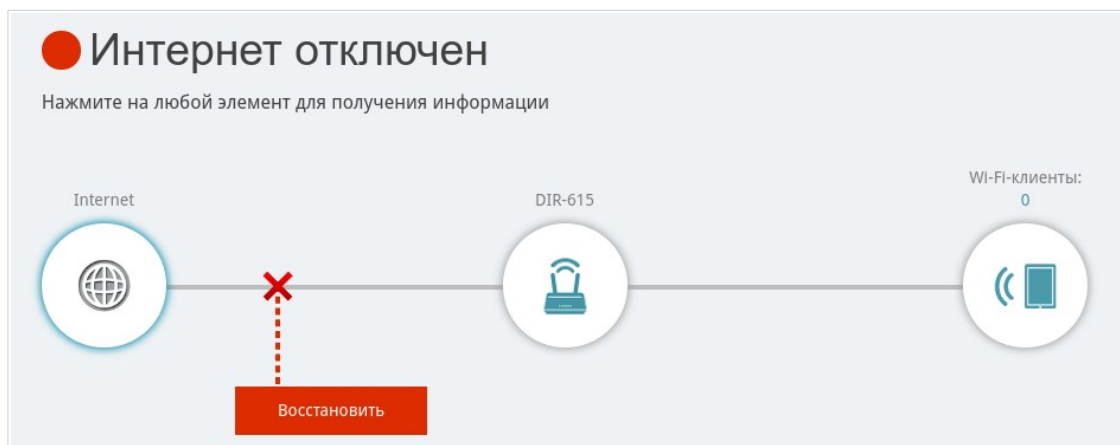 Интернет отключен
Нажмите на любой элемент для получения информации
Internet
DIR-615
Wi-Fi-клиенты:
0
Восстановить